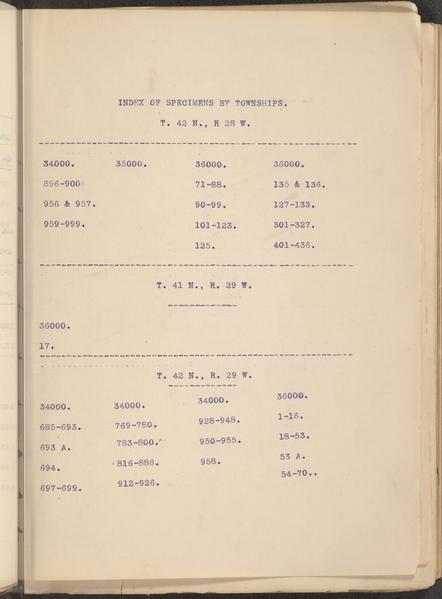 INDEX OF SPECIMENS BY TOWNSHIPS.
T. 42 N., R 28 W.
34000. 35000. 36000. 36000.
896-900 71-88. 135 & 136.
956 & 957. 90-99. 127-133.
959-999. 101-123. 301-327.
125. 401-436.
T. 41 N., R. 29 W.
36000.
17.
T. 42 N., R. 29 W.
34000. 34000. 34000. 36000.
685-693. 769-780. 928-948. 1-16.
693 A. 783-800. 950-955. 18-53.
694. 816-886. 958. 53 A.
697-699. 912-926. 54-70..